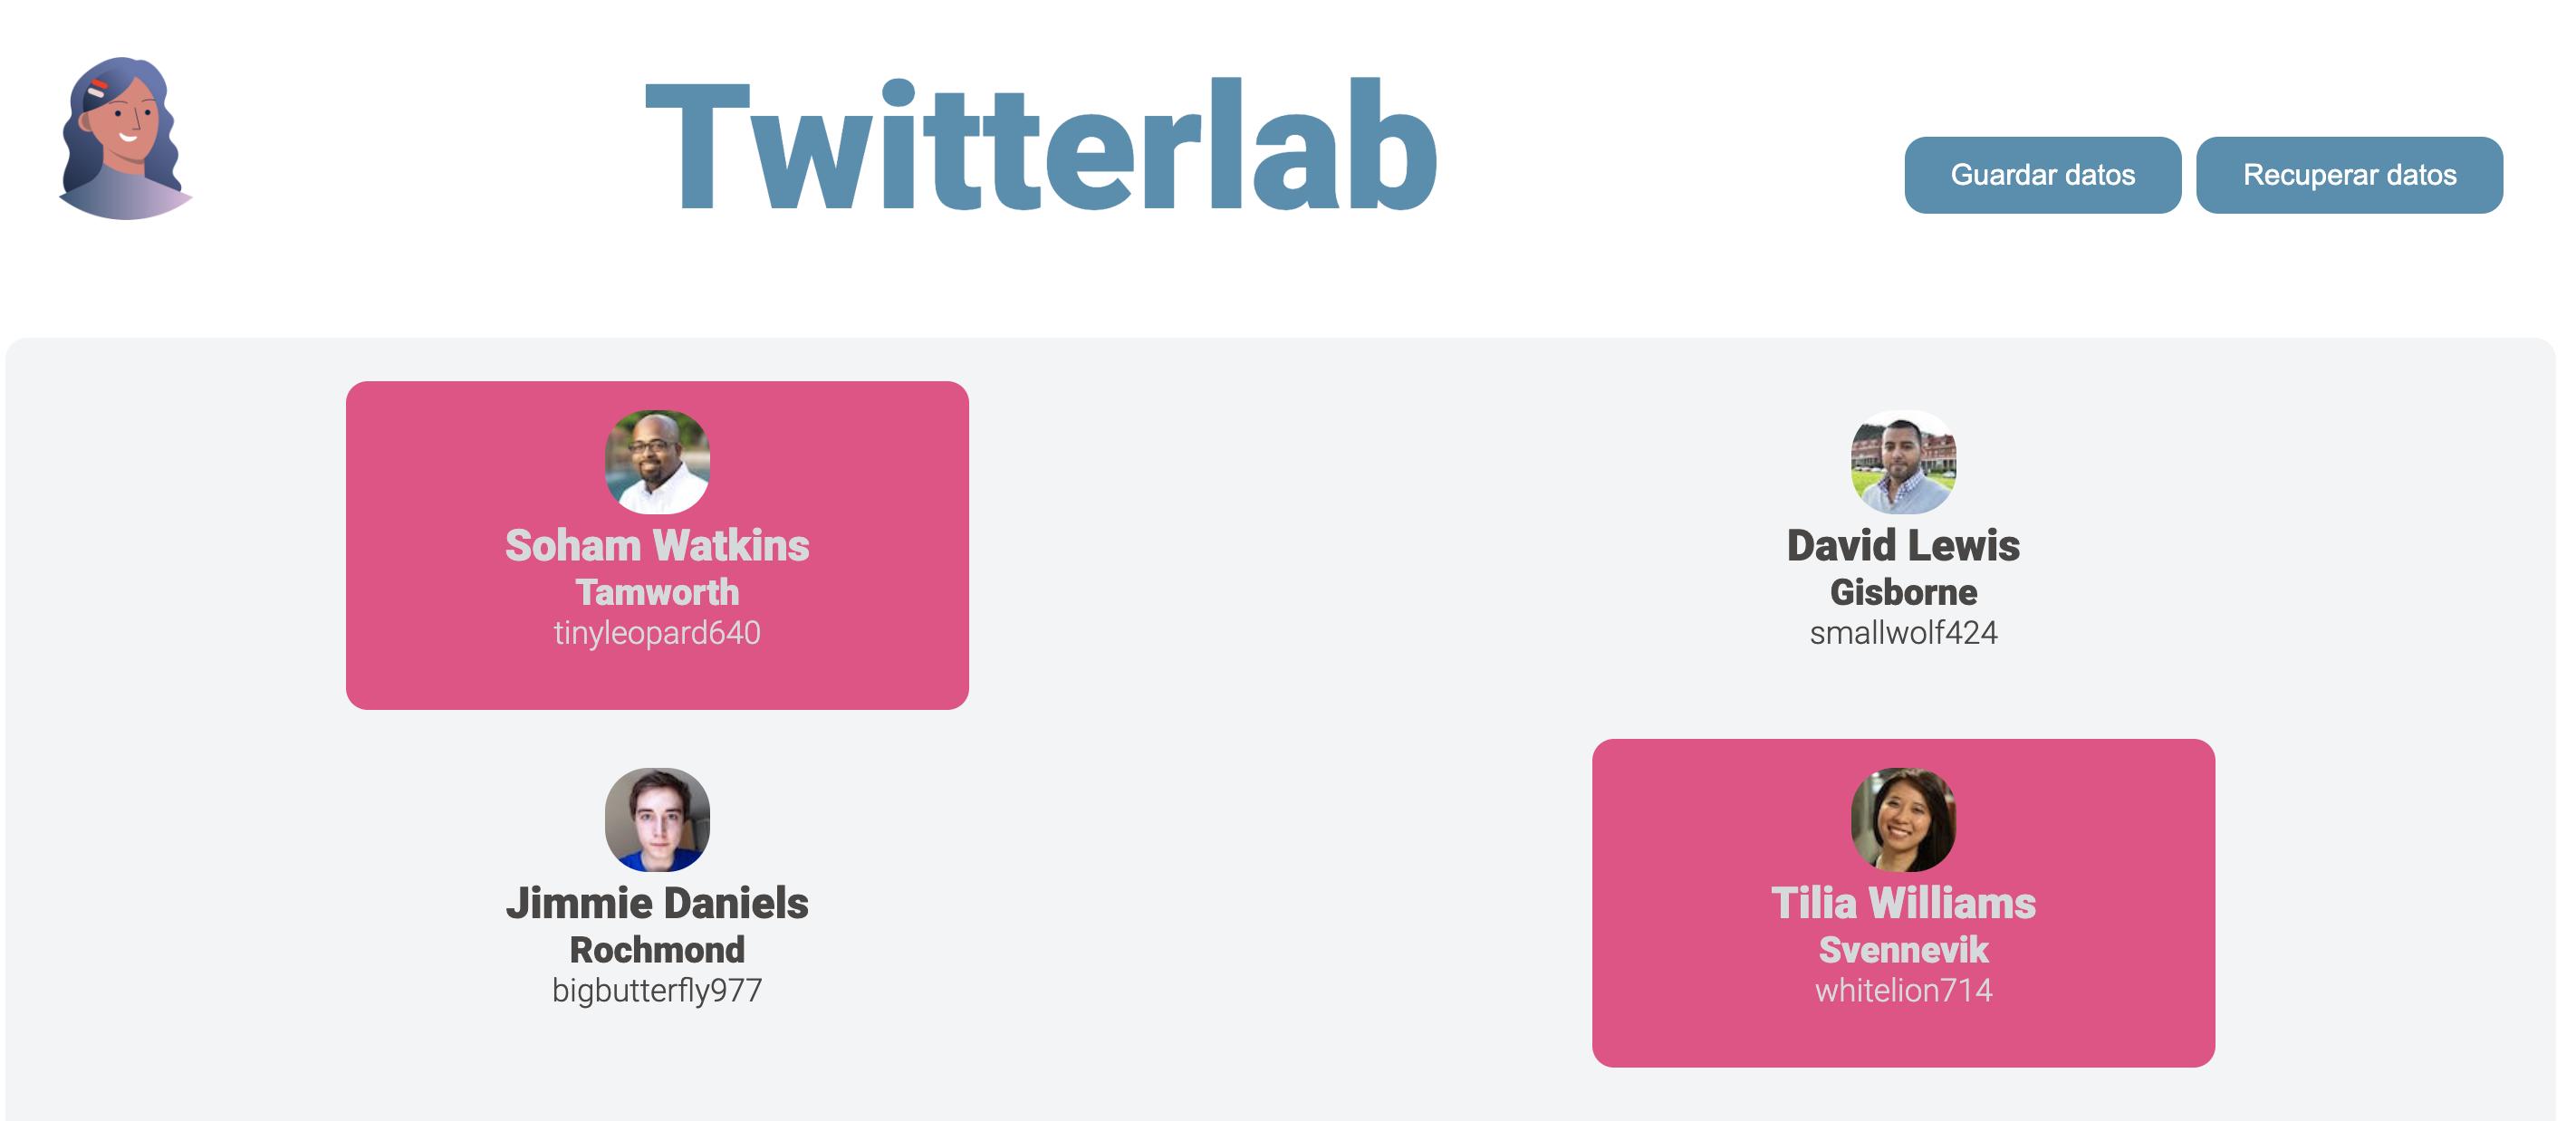 Twitterlab
Guardar datos
Recuperar datos
Soham Watkins
Tamworth
tinyleopard640
David Lewis
Gisborne
smallwolf424
Jimmie Daniels
Rochmond
bigbutterfly977
Tilia Williams
Svennevik
whitelion714